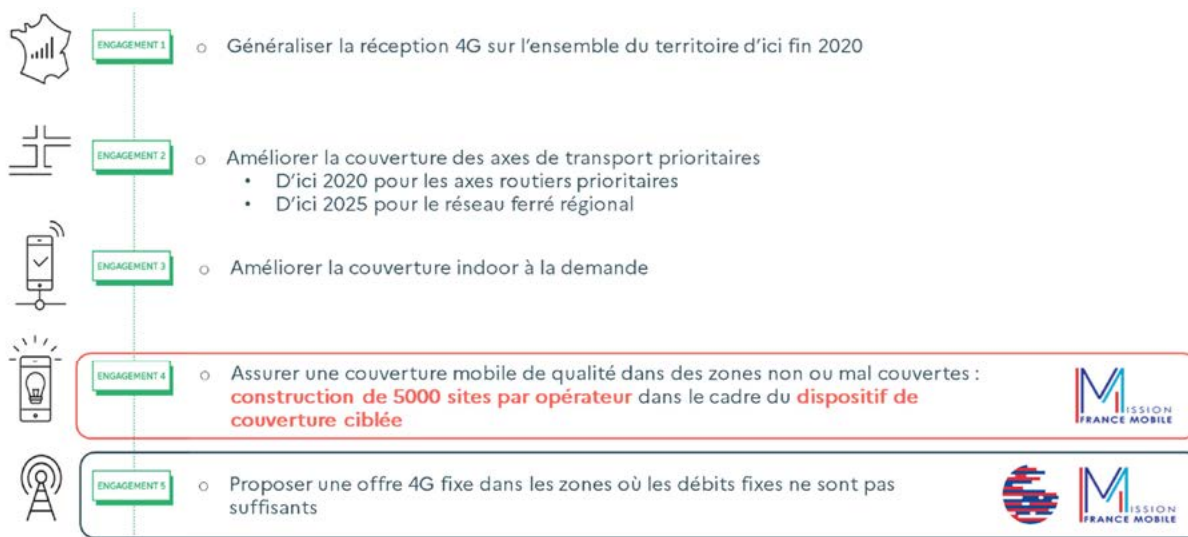 ENGAGEMENT 1
○ Généraliser la réception 4G sur l'ensemble du territoire d'ici fin 2020
ENGAGEMENT 2
○ Améliorer la couverture des axes de transport prioritaires
• D'ici 2020 pour les axes routiers prioritaires
• D'ici 2025 pour le réseau ferré régional
ENGAGEMENT 3
○ Améliorer la couverture indoor à la demande
ENGAGEMENT 4
○ Assurer une couverture mobile de qualité dans des zones non ou mal couvertes :
construction de 5000 sites par opérateur dans le cadre du dispositif de
couverture ciblée
MISSION
FRANCE MOBILE
ENGAGEMENT 5
○ Proposer une offre 4G fixe dans les zones où les débits fixes ne sont pas
suffisants
MISSION
FRANCE MOBILE